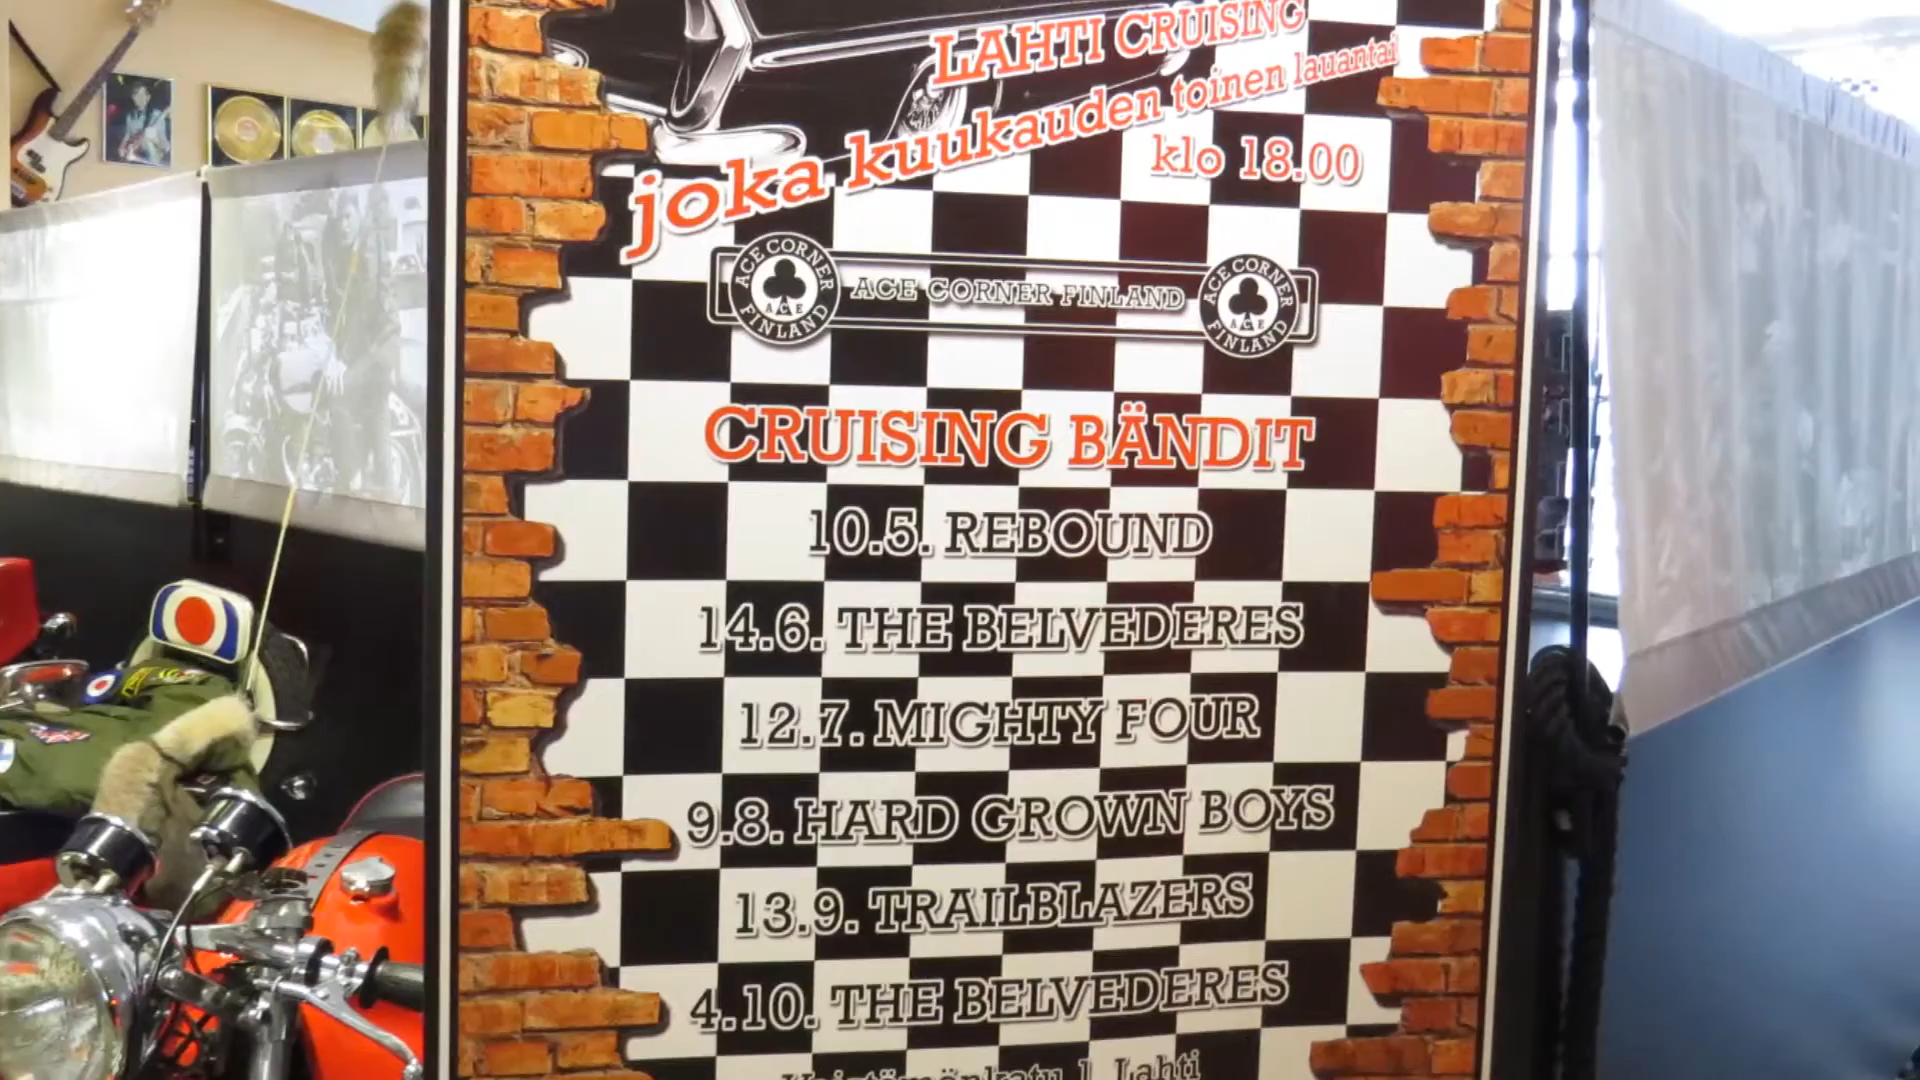 LAHTI CRUISING
joka kuukauden toinen lauantai
klo 18.00
ACE CORNER FINLAND
ACE
ACE CORNER FINLAND
ACE CORNER FINLAND
ACE
CRUISING BÄNDIT
10.5. REBOUND
14.6. THE BELVEDERES
12.7. MIGHTY FOUR
9.8. HARD GROWN BOYS
13.9. TRAILBLAZERS
4.10. THE BELVEDERES
1 Lahti